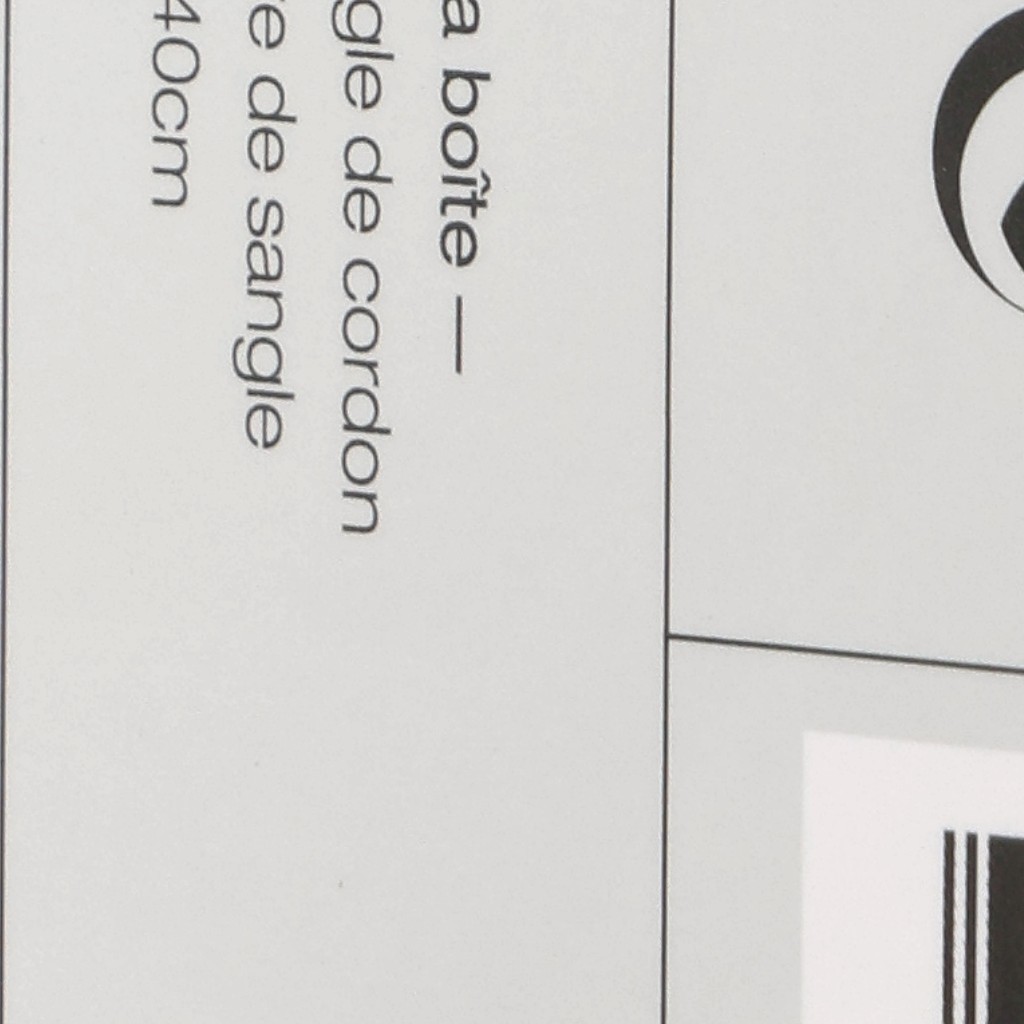 a boîte —
gle de cordon
e de sangle
40cm